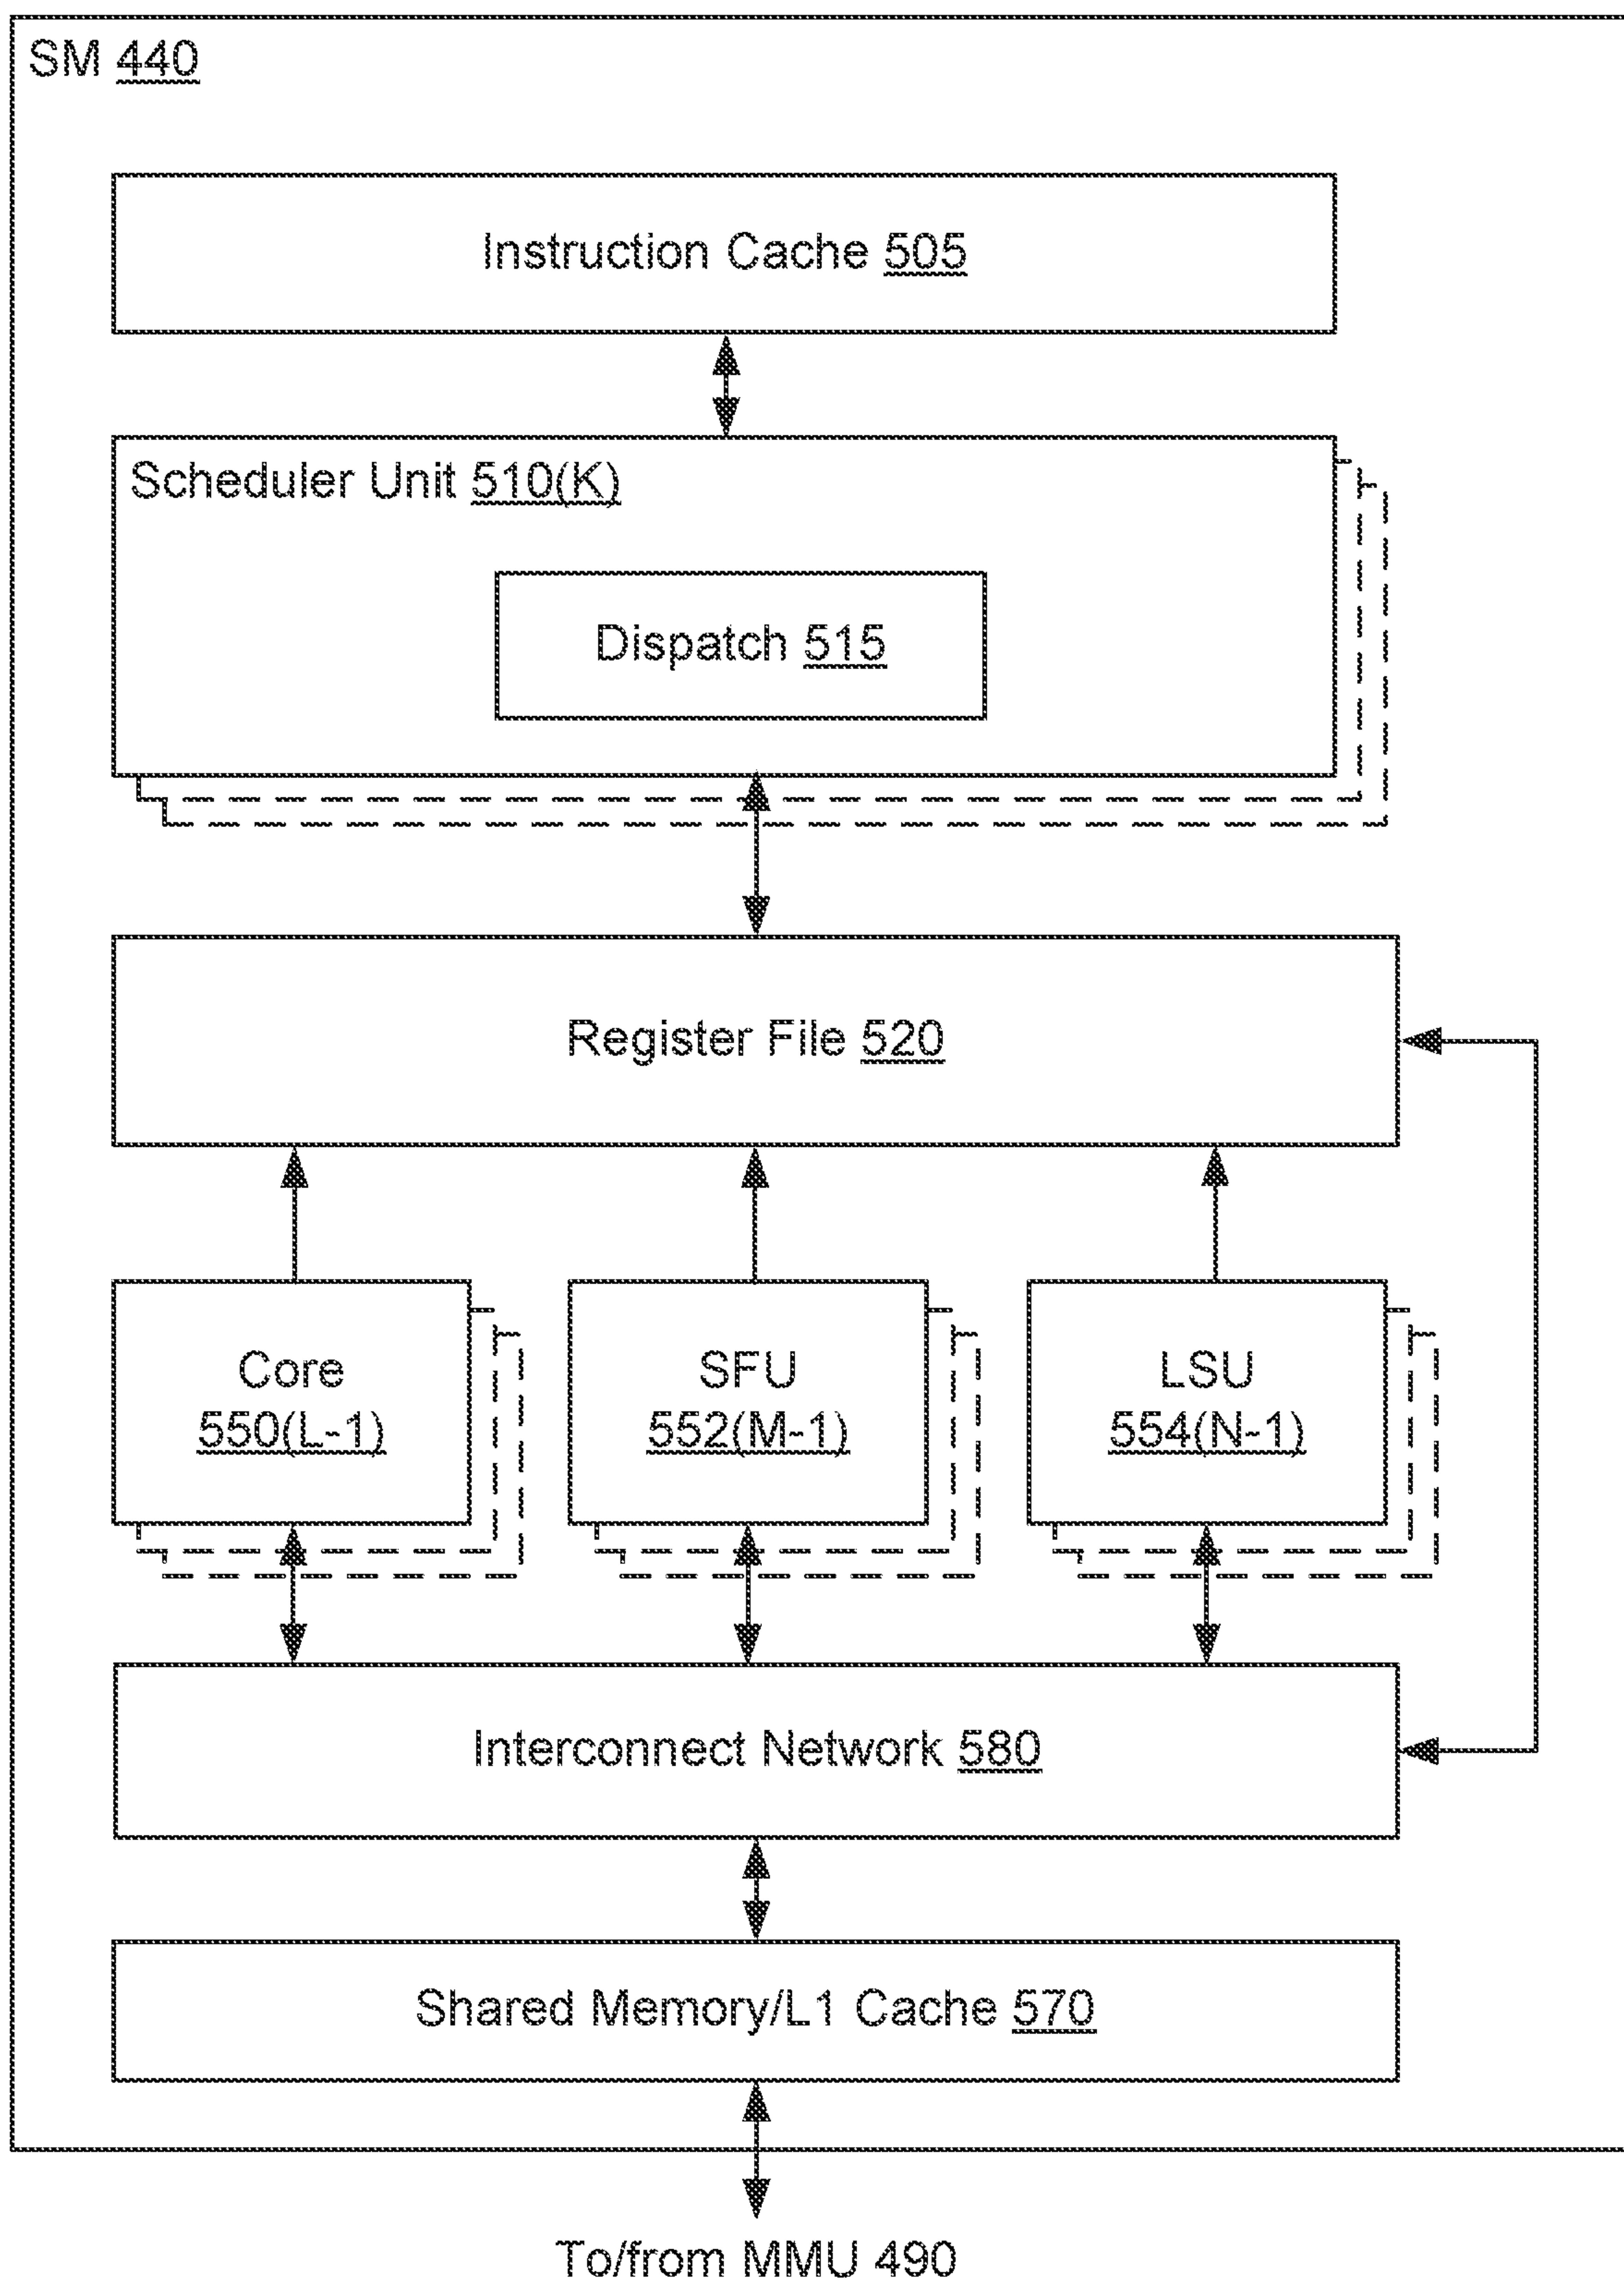 SM 440
Instruction Cache 505
Scheduler Unit 510(K)
Dispatch 515
Register File 520
Core
550(L-1)
SFU
552(M-1)
LSU
554(N-1)
Interconnect Network 580
Shared Memory/L1 Cache 570
To/from MMU 490